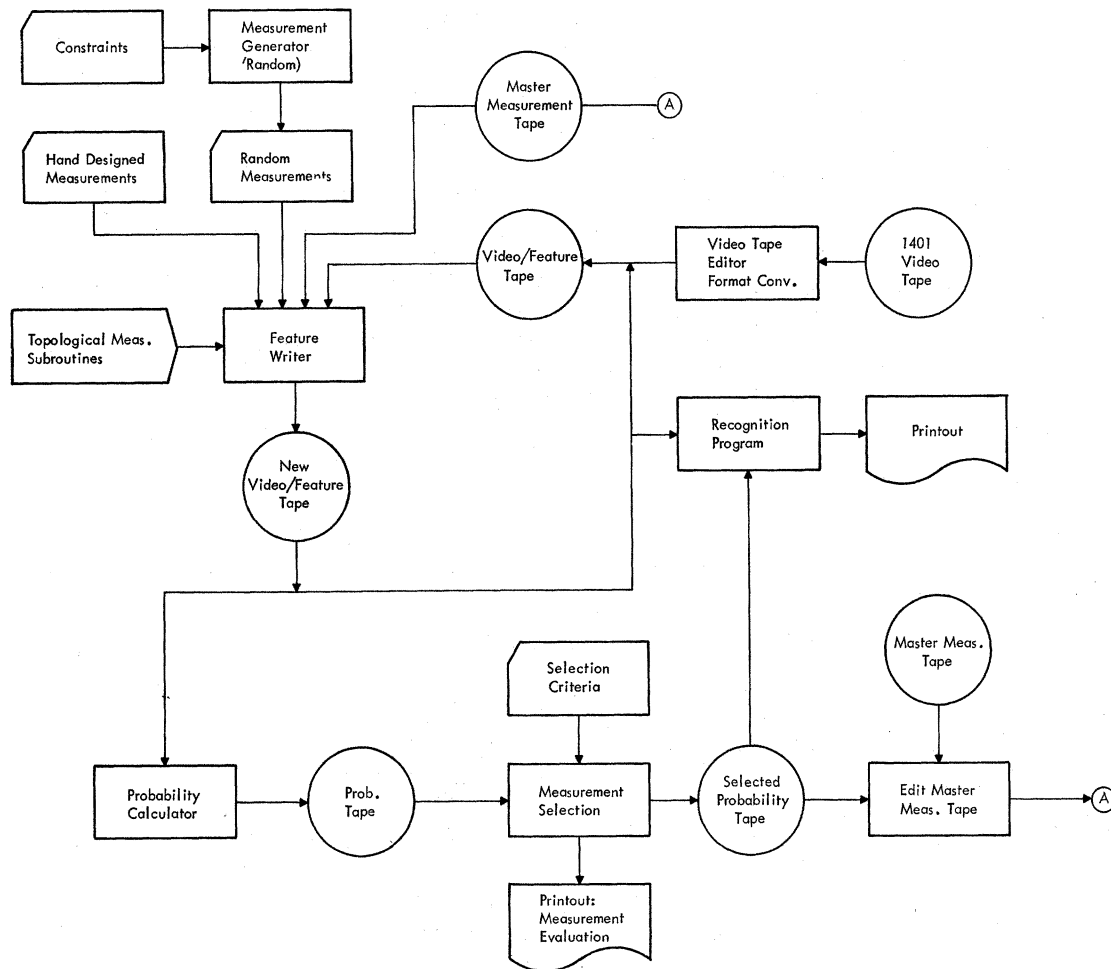 Constraints
Measurement
Generator
'Random)
Master
Measurement
Tape
A
Hand Designed
Measurements
Random
Measurements
Video/Feature
Tape
Video Tape
Editor
Format Conv.
1401
Video
Tape
Topological Meas.
Subroutines
Feature
Writer
Recognition
Program
Printout
New
Video/Feature
Tape
Master Meas.
Tape
Selection
Criteria
Probability
Calculator
Prob.
Tape
Measurement
Selection
Selected
Probability
Tape
Edit Master
Meas. Tape
A
Printout:
Measurement
Evaluation